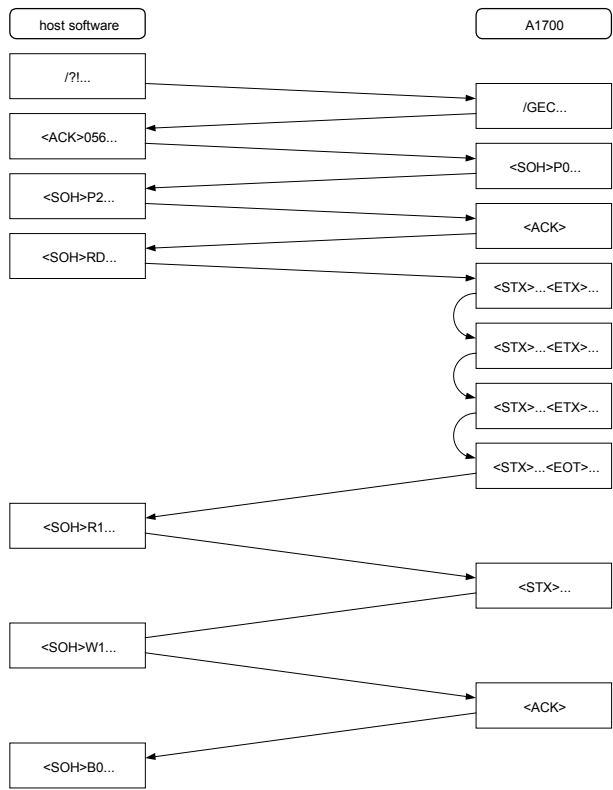 host software
A1700
/?!...
/GEC...
<ACK>056...
<SOH>P0...
<SOH>P2...
<ACK>
<SOH>RD...
<STX>...<ETX>...
<STX>...<ETX>...
<STX>...<ETX>...
<STX>...<EOT>...
<SOH>R1...
<STX>...
<SOH>W1...
<ACK>
<SOH>B0...